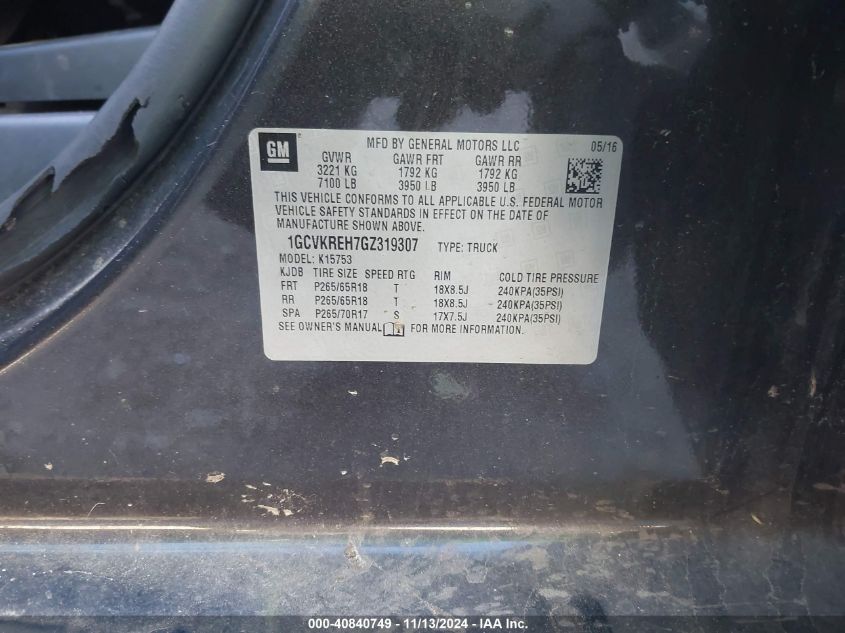 GM
MFD BY GENERAL MOTORS LLC 05/16
GVWR GAWR FRT GAWR RR
3221 KG 1792 KG 1792 KG
7100 LB 3950 LB 3950 LB
THIS VEHICLE CONFORMS TO ALL APPLICABLE U.S. FEDERAL MOTOR
VEHICLE SAFETY STANDARDS IN EFFECT ON THE DATE OF
MANUFACTURE SHOWN ABOVE.
1GCVKREH7GZ319307 TYPE: TRUCK
MODEL: K15753
KJDB TIRE SIZE SPEED RTG RIM COLD TIRE PRESSURE
FRT P265/65R18 T 18X8.5J 240KPA(35PSI)
RR P265/65R18 T 18X8.5J 240KPA(35PSI)
SPA P265/70R17 S 17X7.5J 240KPA(35PSI)
SEE OWNER'S MANUAL FOR MORE INFORMATION.
000-40840749 - 11/13/2024 - IAA Inc.